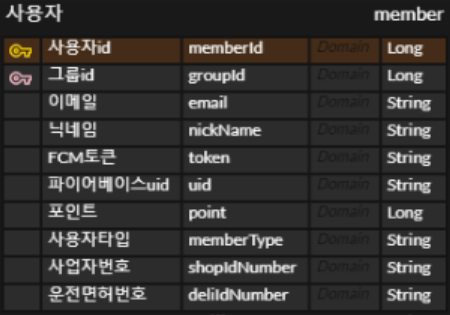 사용자 member
사용자id memberId Domain Long
그룹id groupId Domain Long
이메일 email Domain String
닉네임 nickName Domain String
FCM토큰 token Domain String
파이어베이스uid uid Domain String
포인트 point Domain Long
사용자타입 memberType Domain String
사업자번호 shopIdNumber Domain String
운전면허번호 deliIdNumber Domain String